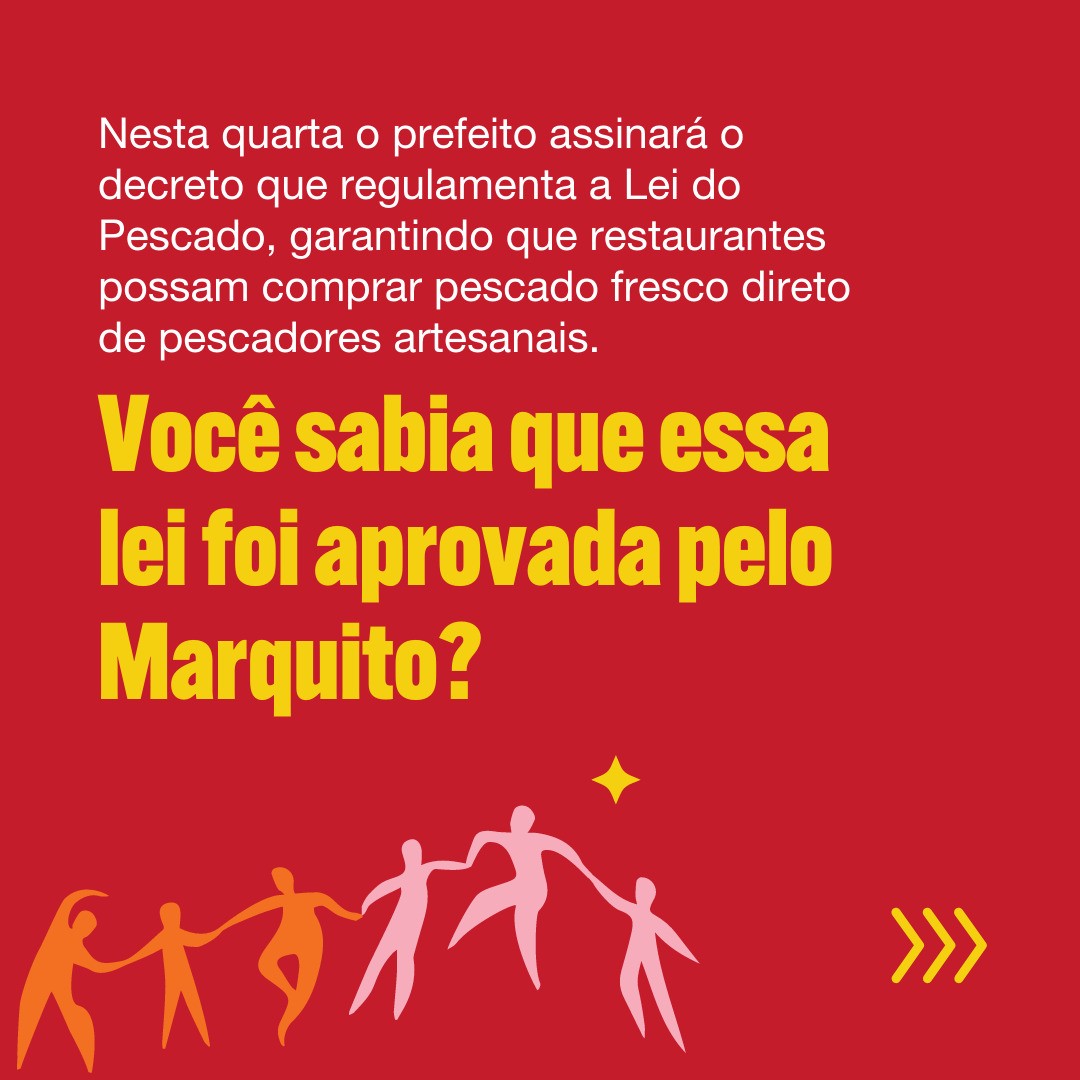 Nesta quarta o prefeito assinará o
decreto que regulamenta a Lei do
Pescado, garantindo que restaurantes
possam comprar pescado fresco direto
de pescadores artesanais.
Você sabia que essa
lei foi aprovada pelo
Marquito?